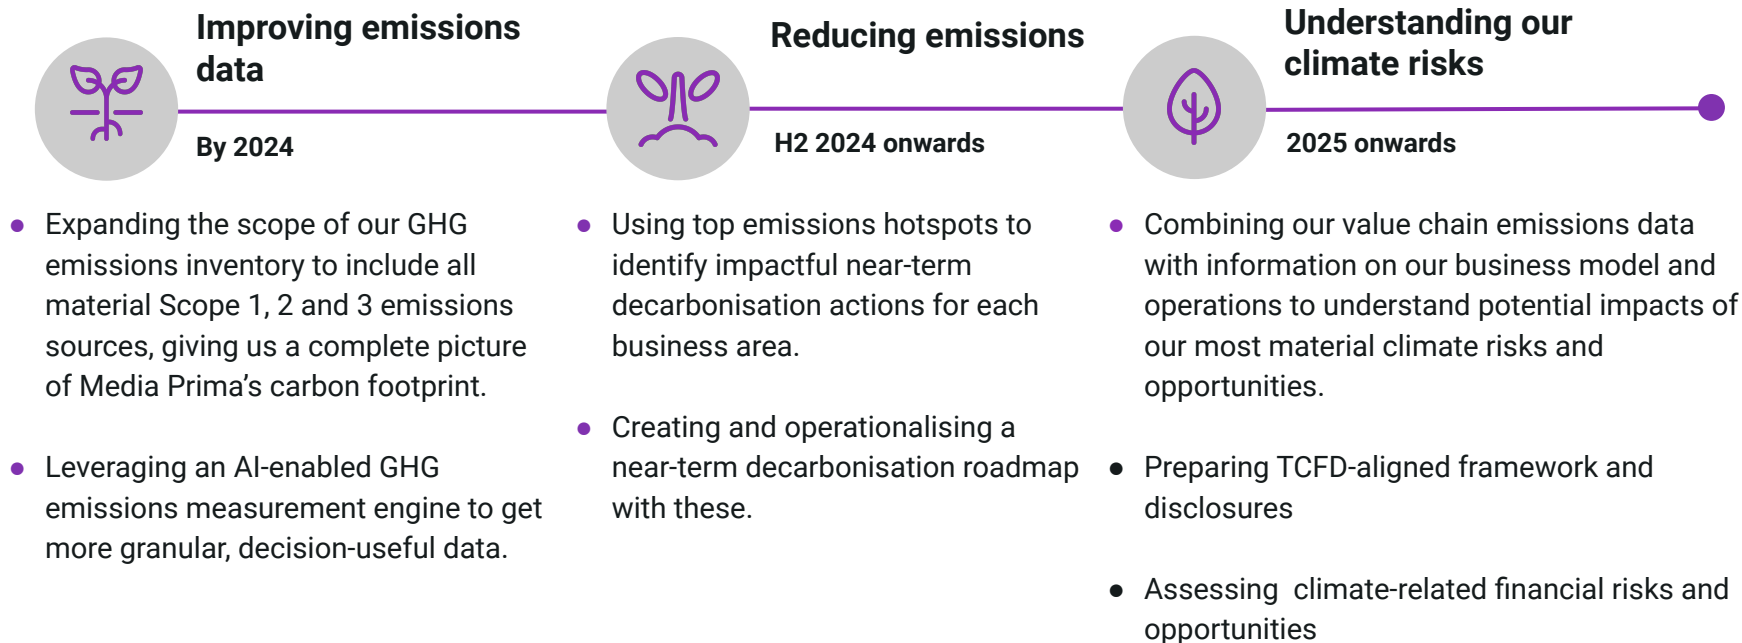 Improving emissions
data
By 2024
● Expanding the scope of our GHG
emissions inventory to include all
material Scope 1, 2 and 3 emissions
sources, giving us a complete picture
of Media Prima’s carbon footprint.
● Leveraging an AI-enabled GHG
emissions measurement engine to get
more granular, decision-useful data.
Reducing emissions
H2 2024 onwards
● Using top emissions hotspots to
identify impactful near-term
decarbonisation actions for each
business area.
● Creating and operationalising a
near-term decarbonisation roadmap
with these.
Understanding our
climate risks
2025 onwards
● Combining our value chain emissions data
with information on our business model and
operations to understand potential impacts of
our most material climate risks and
opportunities.
● Preparing TCFD-aligned framework and
disclosures
● Assessing  climate-related financial risks and
opportunities